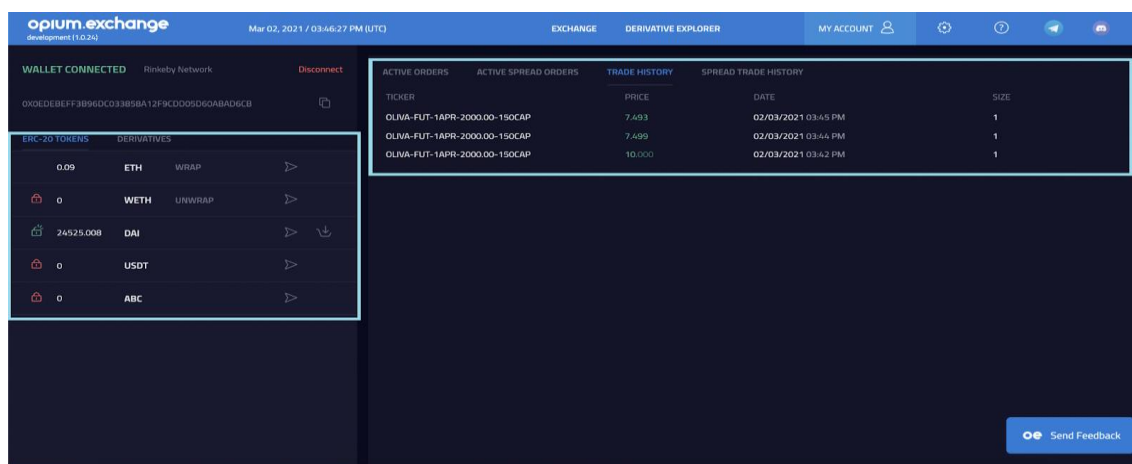 opium.exchange
development (1.0.24)
Mar 02, 2021 / 03:46:27 PM (UTC)
EXCHANGE
DERIVATIVE EXPLORER
MY ACCOUNT
WALLET CONNECTED Rinkeby Network Disconnect
0X0EDEBEFF3B96DC03385BA12F9CDD05D60ABAD6CB
ERC-20 TOKENS DERIVATIVES
0.09 ETH WRAP
0 WETH UNWRAP
24525.008 DAI
0 USDT
0 ABC
ACTIVE ORDERS ACTIVE SPREAD ORDERS TRADE HISTORY SPREAD TRADE HISTORY
TICKER PRICE DATE SIZE
OLIVA-FUT-1APR-2000.00-150CAP 7.493 02/03/2021 03:45 PM 1
OLIVA-FUT-1APR-2000.00-150CAP 7.499 02/03/2021 03:44 PM 1
OLIVA-FUT-1APR-2000.00-150CAP 10.000 02/03/2021 03:42 PM 1
oe Send Feedback